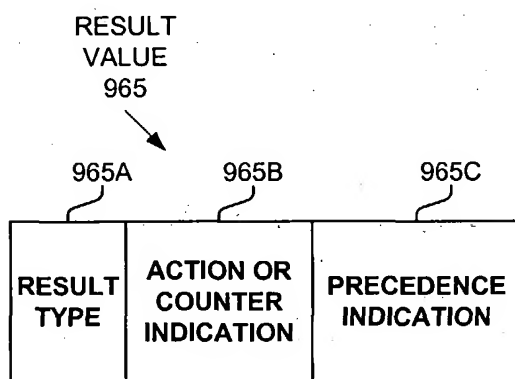 RESULT
VALUE
965
965A
965B
965C
RESULT
TYPE
ACTION OR
COUNTER
INDICATION
PRECEDENCE
INDICATION